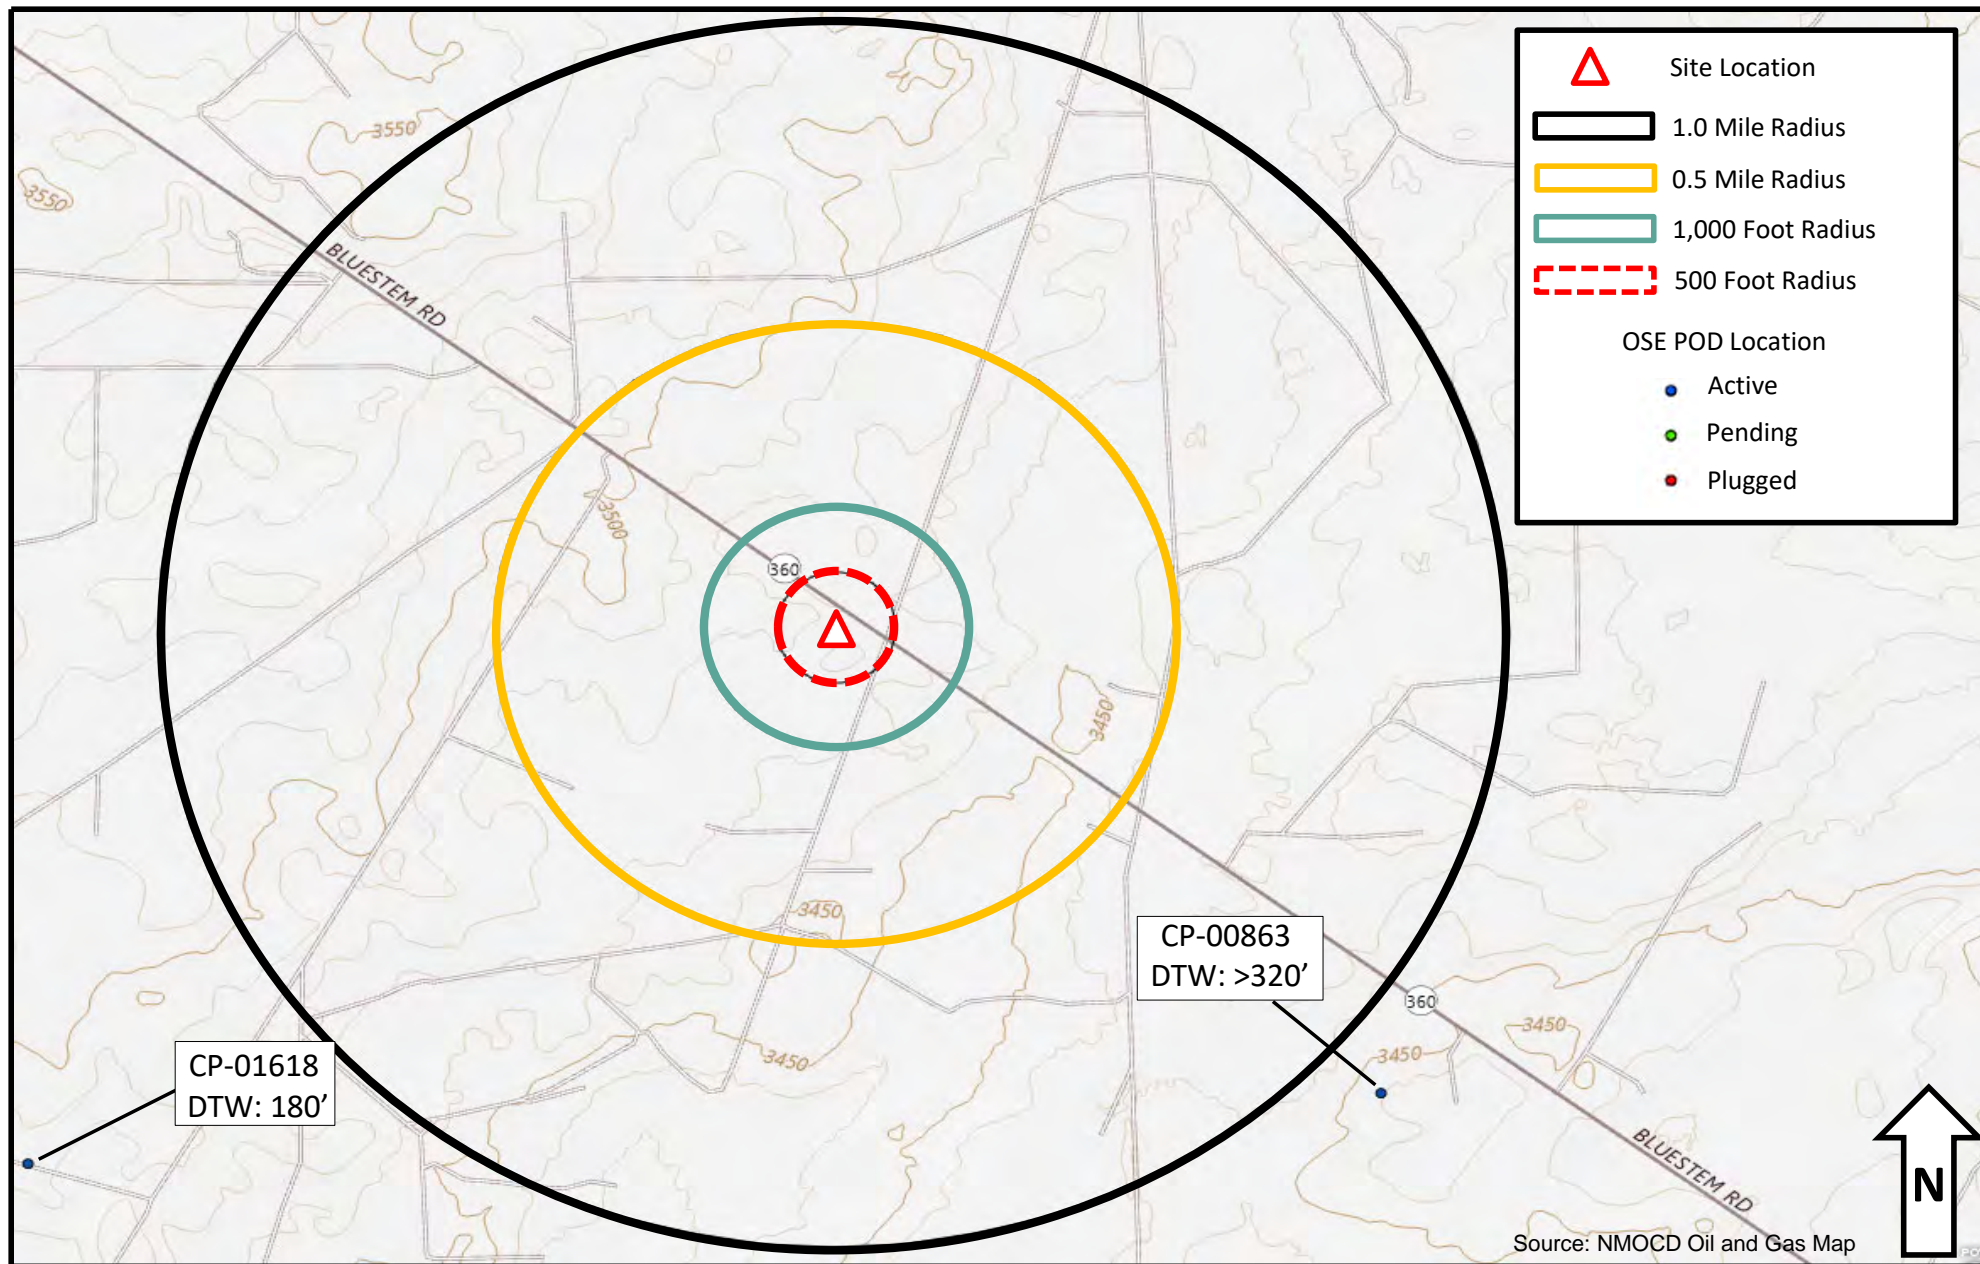 Site Location
1.0 Mile Radius
0.5 Mile Radius
1,000 Foot Radius
500 Foot Radius
OSE POD Location
Active
Pending
Plugged
3550
3550
BLUESTEM RD
3500
360
3450
3450
CP-00863
DTW: >320’
360
3450
3450
3450
CP-01618
DTW: 180’
BLUESTEM RD
N
Source: NMOCD Oil and Gas Map